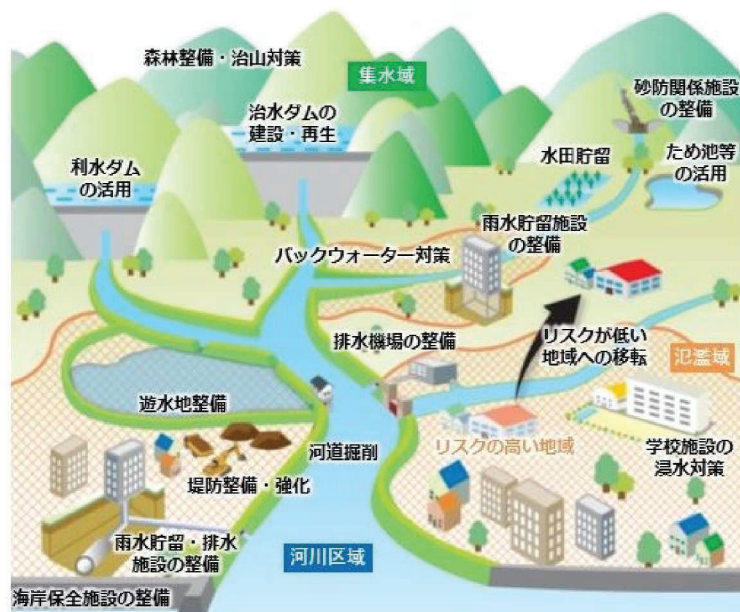 森林整備・治山対策
集水域
砂防関係施設
の整備
治水ダムの
建設・再生
水田貯留
ため池等
の活用
利水ダム
の活用
雨水貯留施設
の整備
バックウォーター対策
排水機場の整備
リスクが低い
地域への移転
氾濫域
遊水地整備
河道掘削
リスクの高い地域
学校施設の
浸水対策
堤防整備・強化
雨水貯留・排水
施設の整備
河川区域
海岸保全施設の整備